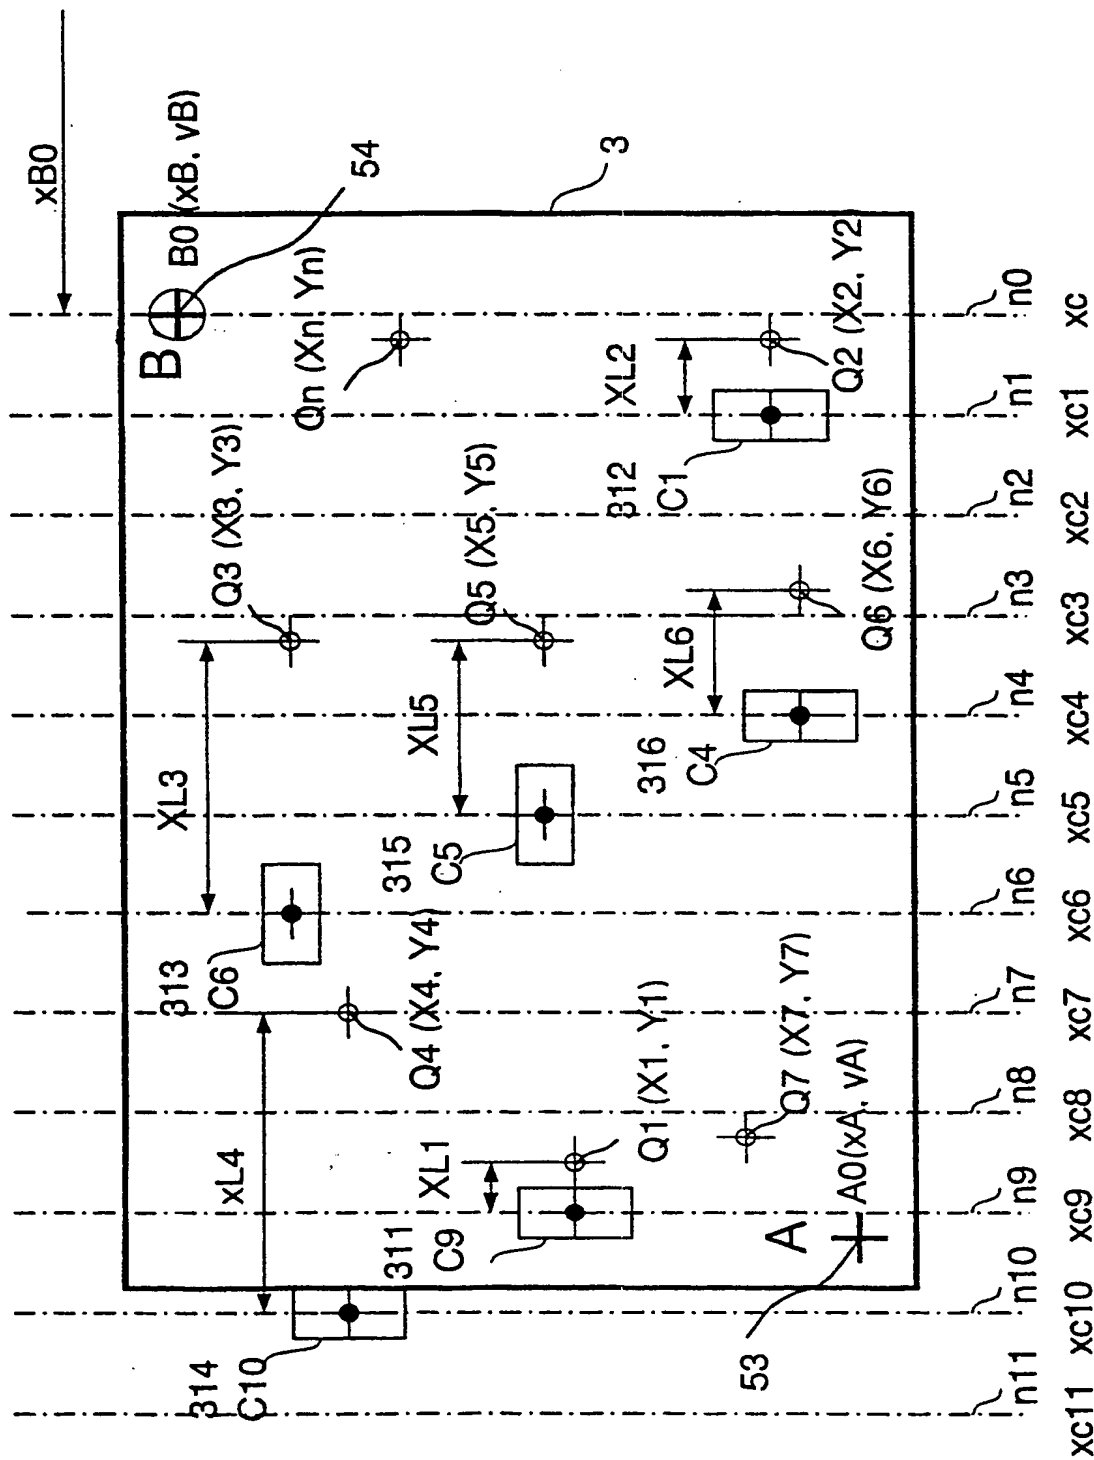 xB0
B0 (xB, vB)
54
3
B
Qn (Xn, Yn)
XL2
Q2 (X2, Y2
312
C1
Q3 (X3, Y3)
Q5 (X5, Y5)
Q6 (X6, Y6)
XL3
XL5
XL6
316
C4
315
C5
313
C6
Q4 (X4, Y4)
Q1 (X1, Y1)
Q7 (X7, Y7)
xL4
XL1
311
C9
A
A0(xA, vA)
314
C10
53
n0
n1
n2
n3
n4
n5
n6
n7
n8
n9
n10
n11
xc
xc1
xc2
xc3
xc4
xc5
xc6
xc7
xc8
xc9
xc10
xc11